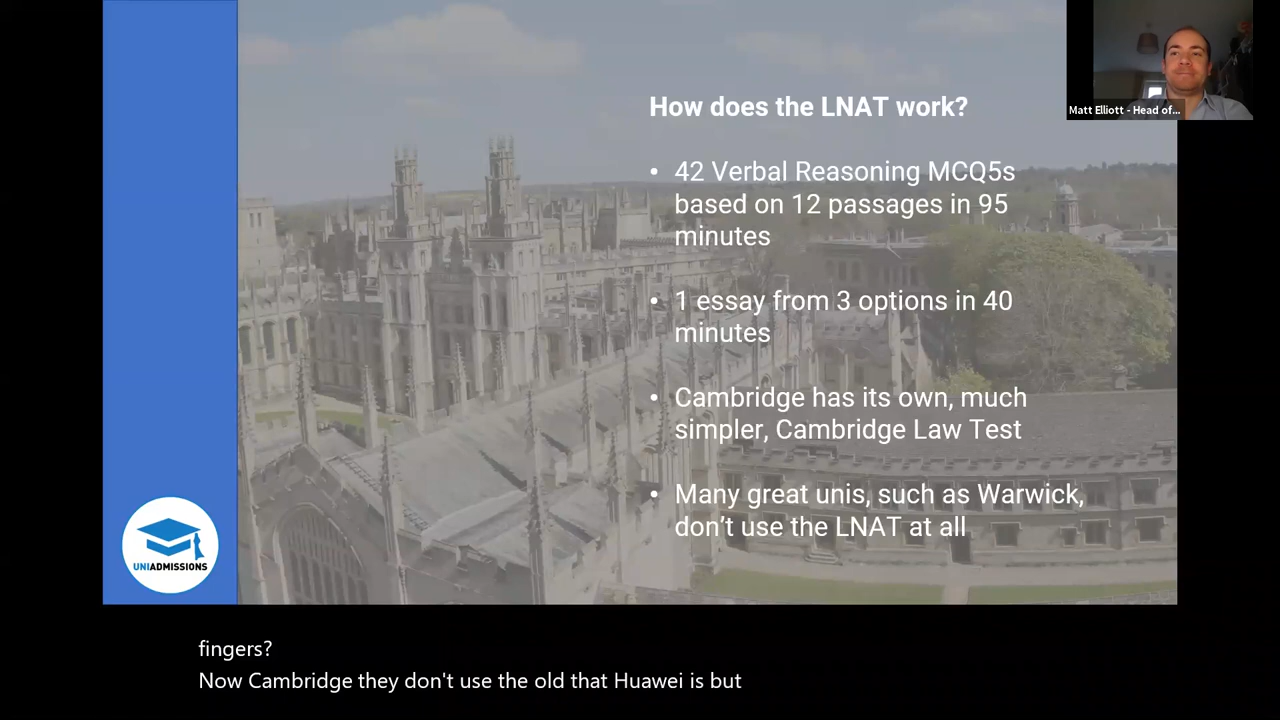 How does the LNAT work?
• 42 Verbal Reasoning MCQ5s
based on 12 passages in 95
minutes
• 1 essay from 3 options in 40
minutes
• Cambridge has its own, much
simpler, Cambridge Law Test
• Many great unis, such as Warwick,
don’t use the LNAT at all
Matt Elliott - Head of...
UNIADMISSIONS
fingers?
Now Cambridge they don't use the old that Huawei is but